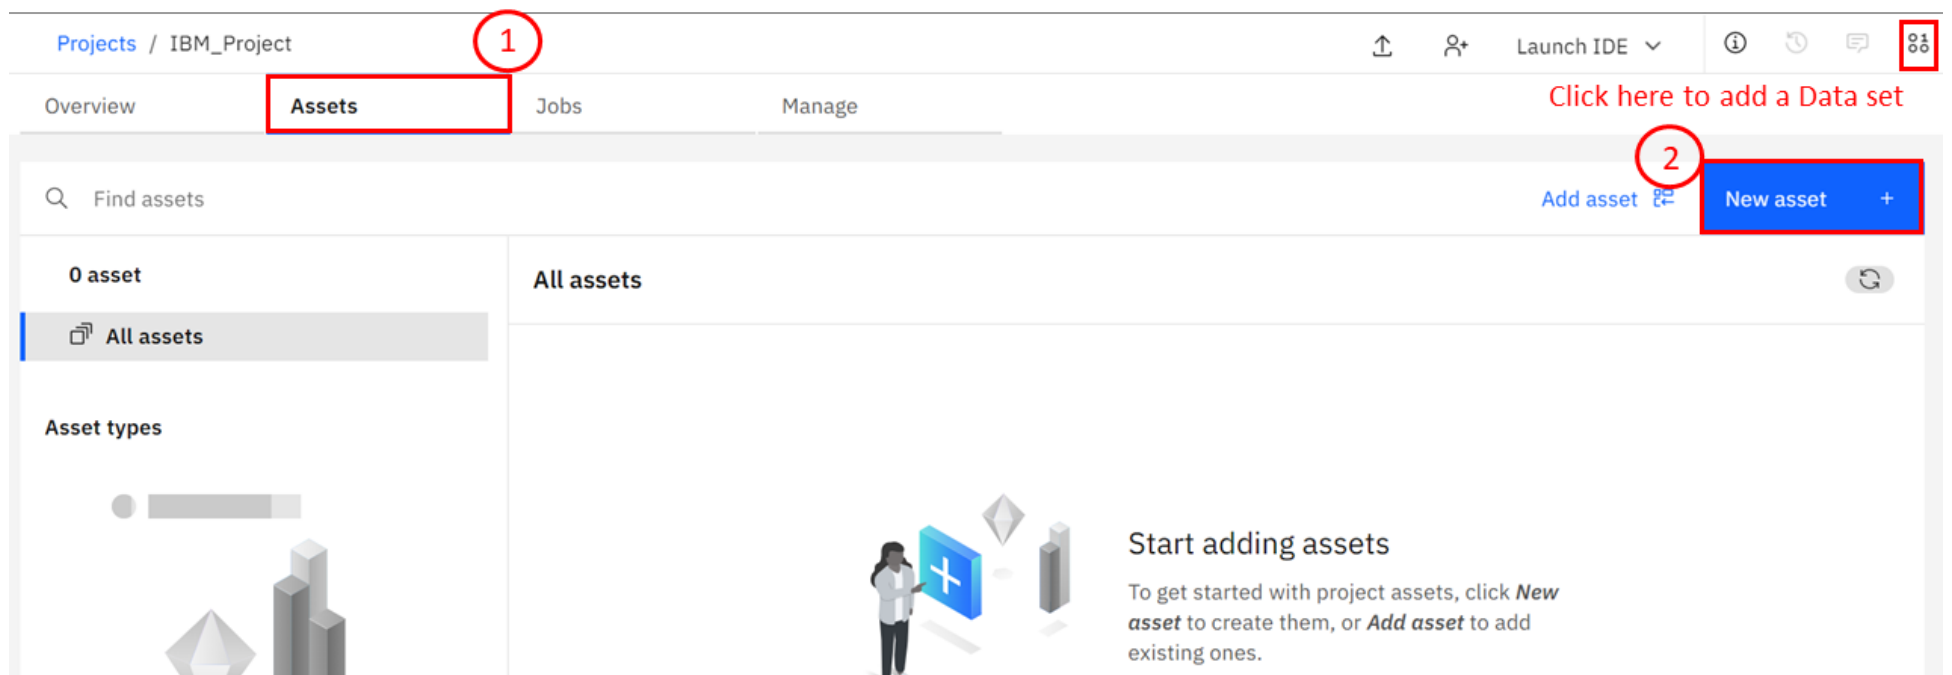 Projects / IBM_Project
1
Launch IDE
Overview
Assets
Jobs
Manage
Click here to add a Data set
2
Find assets
Add asset
New asset +
0 asset
All assets
All assets
Asset types
Start adding assets
To get started with project assets, click New
asset to create them, or Add asset to add
existing ones.